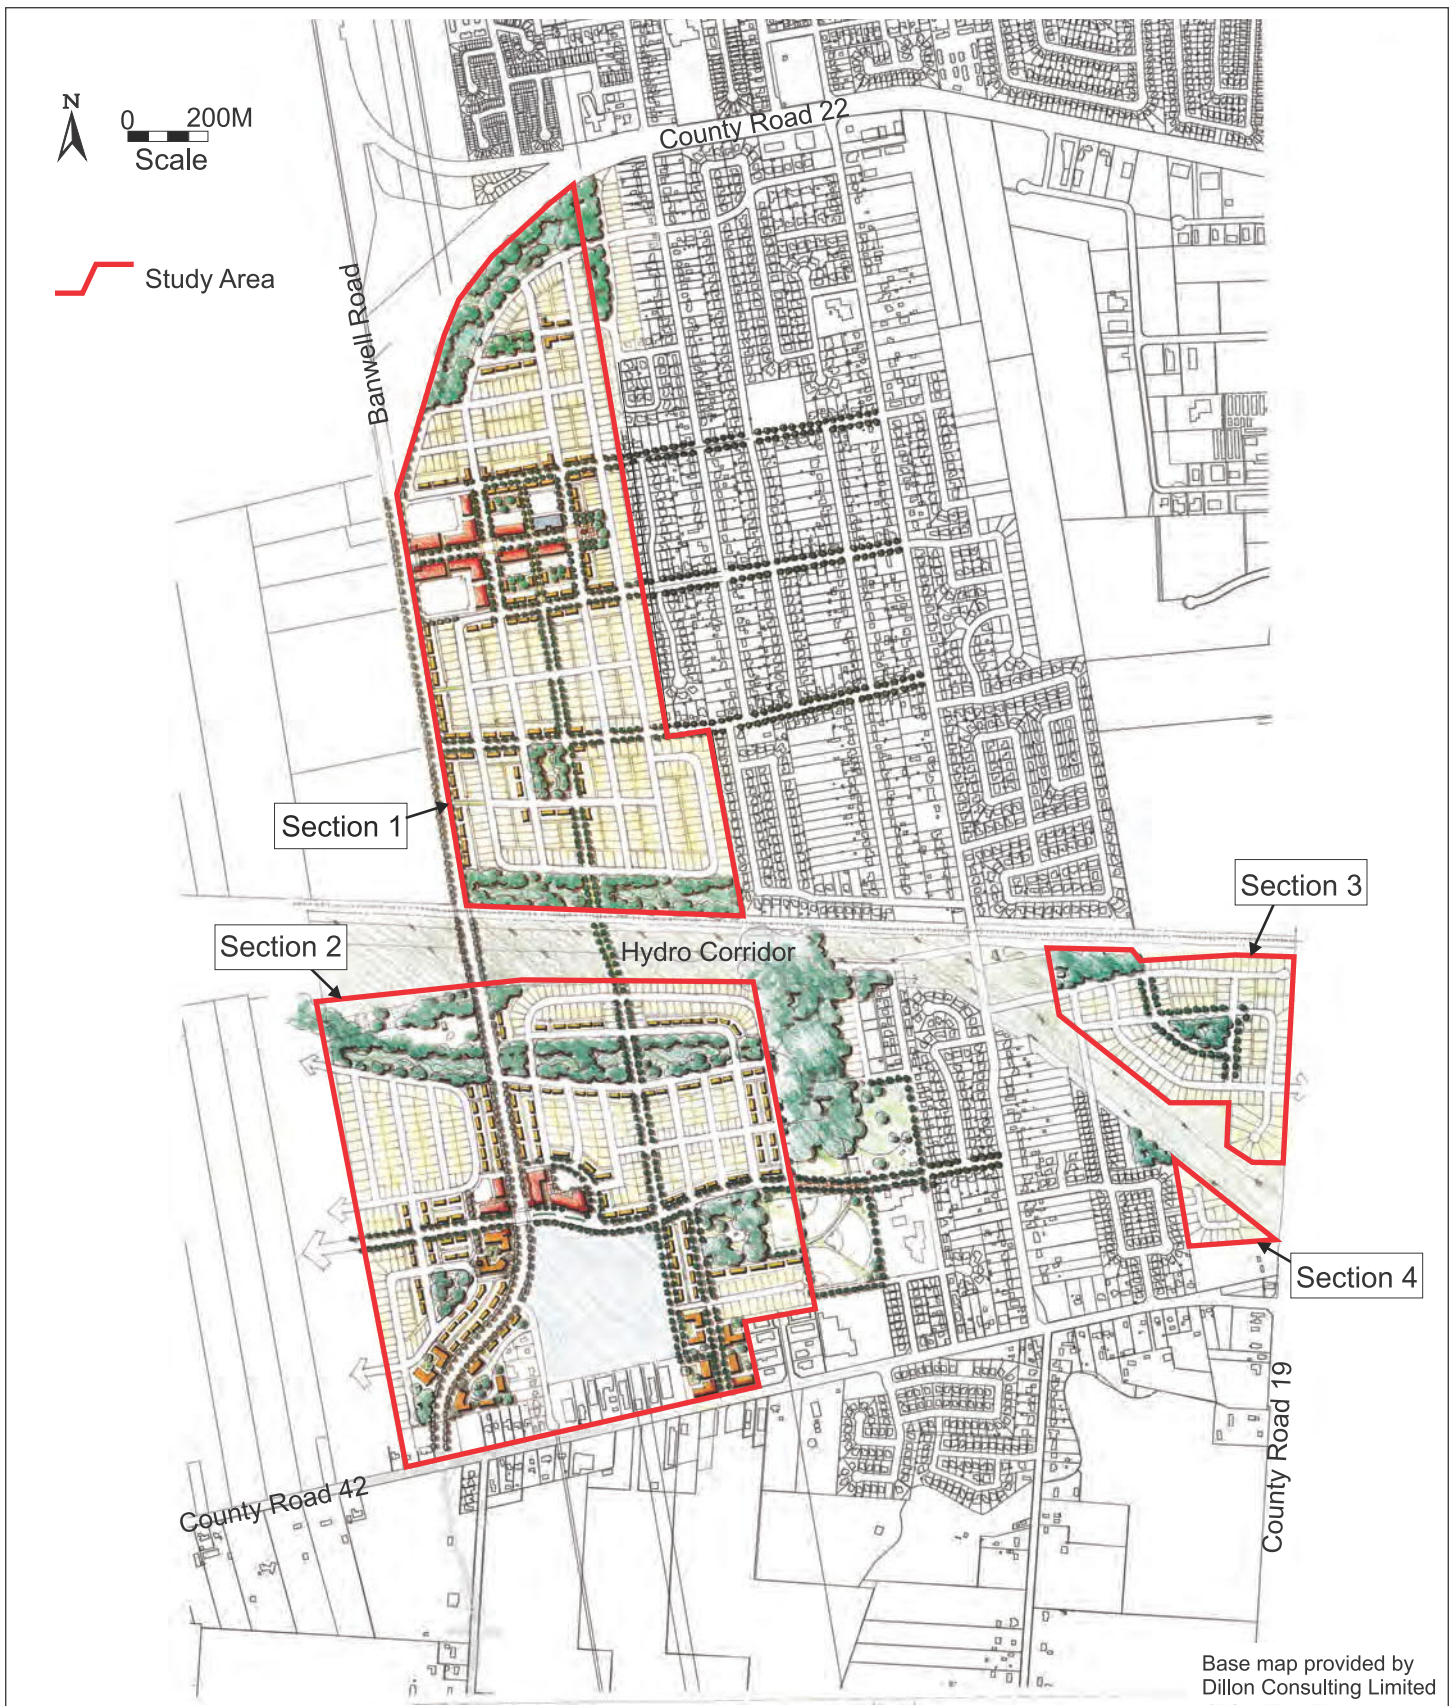 N
0 200M
Scale
County Road 22
Study Area
Banwell Road
Section 1
Section 3
Section 2
Hydro Corridor
Section 4
County Road 19
County Road 42
Base map provided by
Dillon Consulting Limited